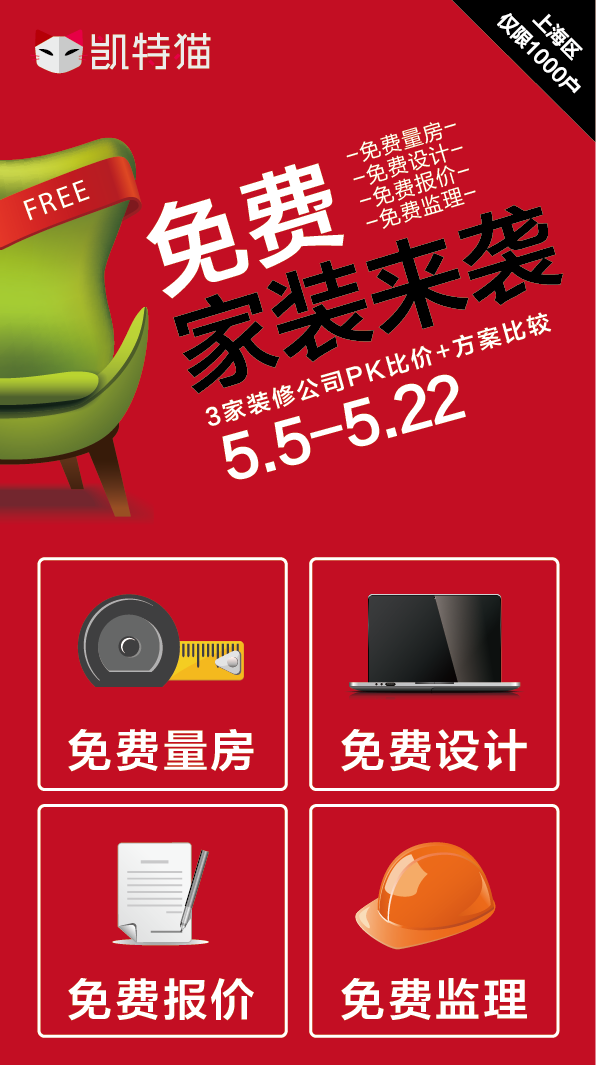 凯特猫
上海区
仅限1000户
FREE
-免费量房-
-免费设计-
-免费报价-
-免费监理-
免费
家装来袭
3家装修公司PK比价+方案比较
5.5-5.22
免费量房
免费设计
免费报价
免费监理